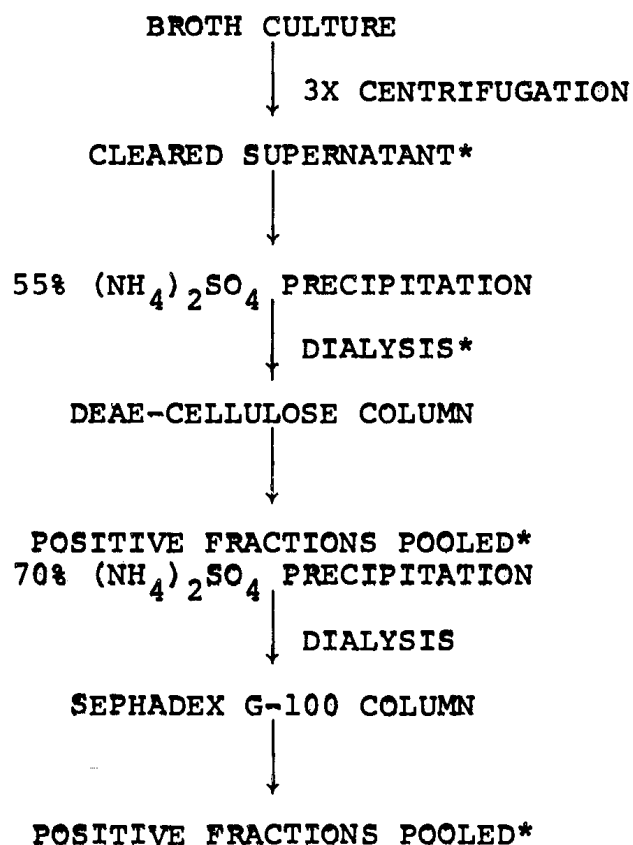 BROTH CULTURE
3X CENTRIFUGATION
CLEARED SUPERNATANT*
55% (NH4)2SO4 PRECIPITATION
DIALYSIS*
DEAE-CELLULOSE COLUMN
POSITIVE FRACTIONS POOLED*
70% (NH4)2SO4 PRECIPITATION
DIALYSIS
SEPHADEX G-100 COLUMN
POSITIVE FRACTIONS POOLED*